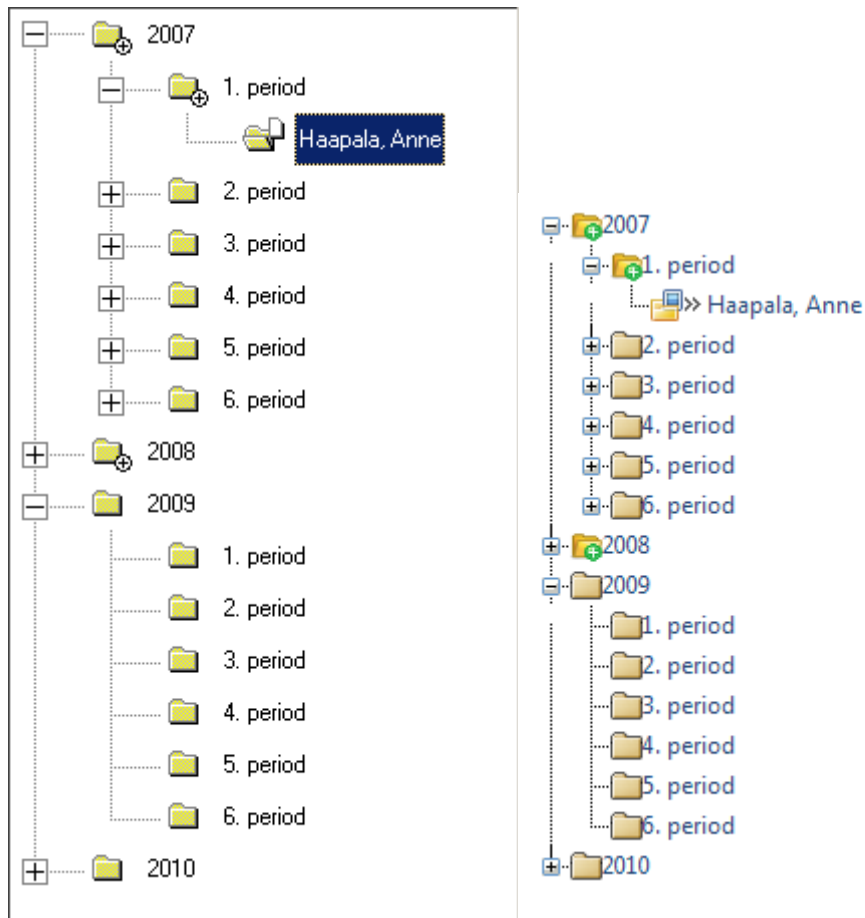 2007
1. period
Haapala, Anne
2. period
3. period
4. period
5. period
6. period
2008
2009
1. period
2. period
3. period
4. period
5. period
6. period
2010
2007
1. period
» Haapala, Anne
2. period
3. period
4. period
5. period
6. period
2008
2009
1. period
2. period
3. period
4. period
5. period
6. period
2010